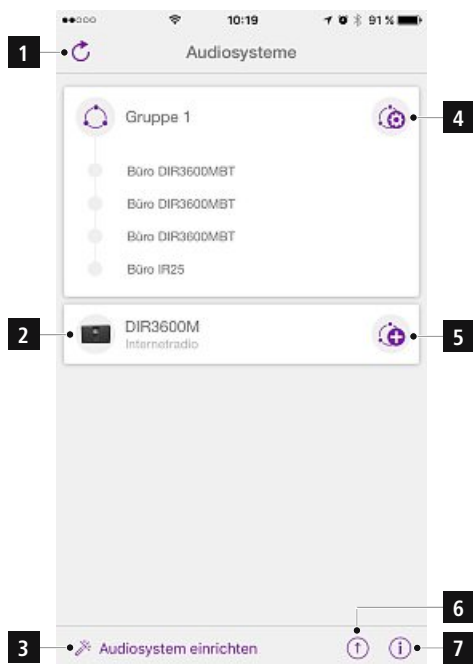 10:19 91 %
1 Audiosysteme
Gruppe 1 4
Büro DIR3600MBT
Büro DIR3600MBT
Büro DIR3600MBT
Büro IR25
2 DIR3600M 5
Internetradio
6
3 Audiosystem einrichten 7